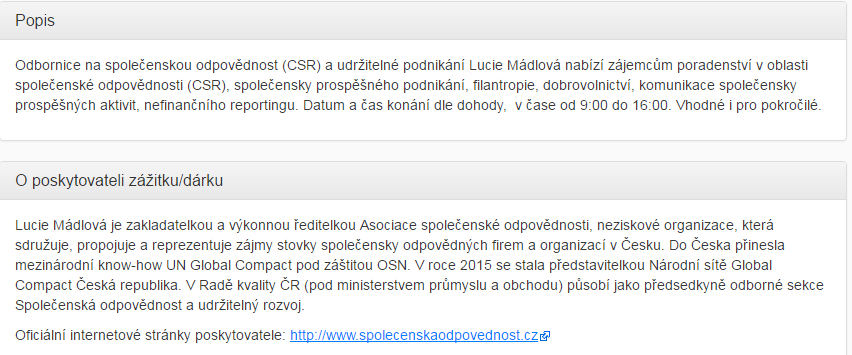 Popis
Odbornice na společenskou odpovědnost (CSR) a udržitelné podnikání Lucie Mádlová nabízí zájemcům poradenství v oblasti
společenské odpovědnosti (CSR), společensky prospěšného podnikání, filantropie, dobrovolnictví, komunikace společensky
prospěšných aktivit, nefinančního reportingu. Datum a čas konání dle dohody,  v čase od 9:00 do 16:00. Vhodné i pro pokročilé.
O poskytovateli zážitku/dárku
Lucie Mádlová je zakladatelkou a výkonnou ředitelkou Asociace společenské odpovědnosti, neziskové organizace, která
sdružuje, propojuje a reprezentuje zájmy stovky společensky odpovědných firem a organizací v Česku. Do Česka přinesla
mezinárodní know-how UN Global Compact pod záštitou OSN. V roce 2015 se stala představitelkou Národní sítě Global
Compact Česká republika. V Radě kvality ČR (pod ministerstvem průmyslu a obchodu) působí jako předsedkyně odborné sekce
Společenská odpovědnost a udržitelný rozvoj.
Oficiální internetové stránky poskytovatele: http://www.spolecenskaodpovednost.cz